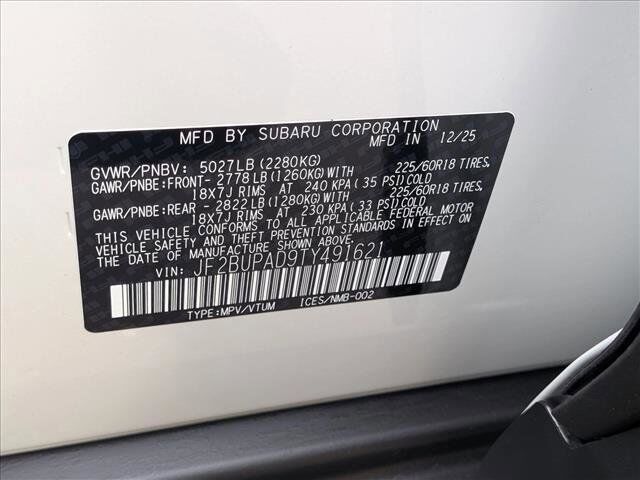 MFD BY SUBARU CORPORATION
MFD IN 12/25
GVWR/PNBV: 5027LB(2280KG)
GAWR/PNBE:FRONT-2778LB(1260KG)WITH 225/60R18 TIRES,
18X7J RIMS AT 240 KPA(35 PSI)COLD.
GAWR/PNBE:REAR -2822LB(1280KG)WITH 225/60R18 TIRES,
18X7J RIMS AT 230 KPA(33 PSI)COLD.
THIS VEHICLE CONFORMS TO ALL APPLICABLE FEDERAL MOTOR
VEHICLE SAFETY AND THEFT PREVENTION STANDARDS IN EFFECT ON THE
DATE OF MANUFACTURE SHOWN ABOVE.
VIN: JF2BUPAD9TY491621
TYPE:MPV/VTUM ICES/NMB-002